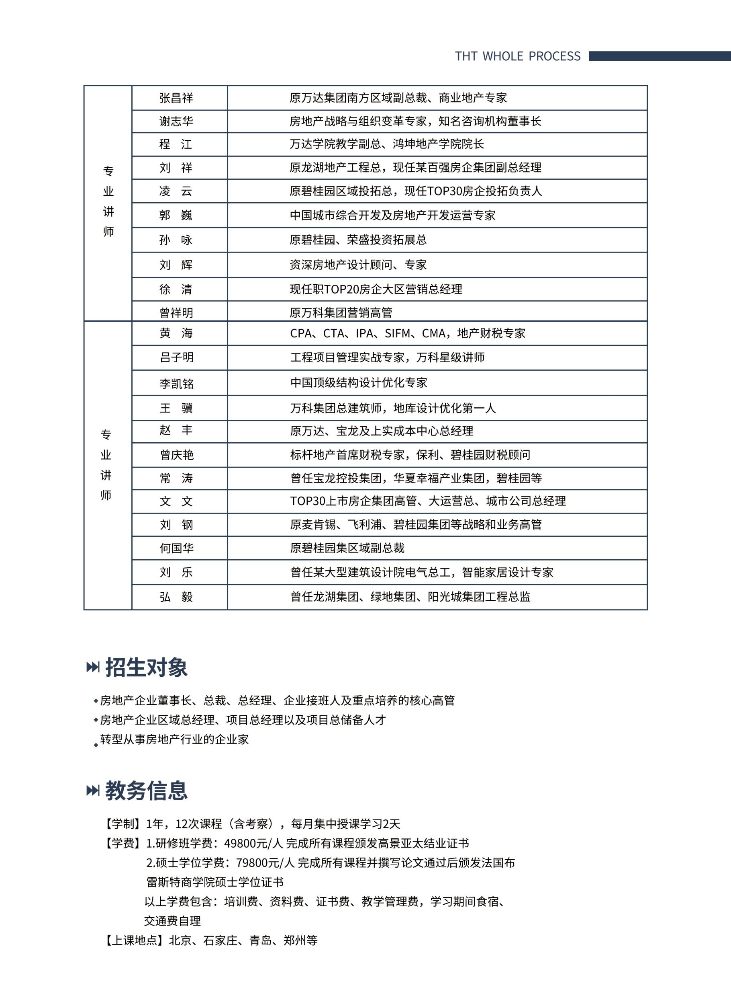 THT WHOLE PROCESS
专业讲师
张昌祥 原万达集团南方区域副总裁、商业地产专家
谢志华 房地产战略与组织变革专家，知名咨询机构董事长
程 江 万达学院教学副总、鸿坤地产学院院长
刘 祥 原龙湖地产工程总，现任某百强房企集团副总经理
凌 云 原碧桂园区域投拓总，现任TOP30房企投拓负责人
郭 巍 中国城市综合开发及房地产开发运营专家
孙 咏 原碧桂园、荣盛投资拓展总
刘 辉 资深房地产设计顾问、专家
徐 清 现任职TOP20房企大区营销总经理
曾祥明 原万科集团营销高管
专业讲师
黄 海 CPA、CTA、IPA、SIFM、CMA，地产财税专家
吕子明 工程项目管理实战专家，万科星级讲师
李凯铭 中国顶级结构设计优化专家
王 骥 万科集团总建筑师，地库设计优化第一人
赵 丰 原万达、宝龙及上实成本中心总经理
曾庆艳 标杆地产首席财税专家，保利、碧桂园财税顾问
常 涛 曾任宝龙控投集团，华夏幸福产业集团，碧桂园等
文 文 TOP30上市房企集团高管、大运营总、城市公司总经理
刘 钢 原麦肯锡、飞利浦、碧桂园集团等战略和业务高管
何国华 原碧桂园集区域副总裁
刘 乐 曾任某大型建筑设计院电气总工，智能家居设计专家
弘 毅 曾任龙湖集团、绿地集团、阳光城集团工程总监
招生对象
房地产企业董事长、总裁、总经理、企业接班人及重点培养的核心高管
房地产企业区域总经理、项目总经理以及项目总储备人才
转型从事房地产行业的企业家
教务信息
【学制】1年，12次课程（含考察），每月集中授课学习2天
【学费】1.研修班学费：49800元/人 完成所有课程颁发高景亚太结业证书
2.硕士学位学费：79800元/人 完成所有课程并撰写论文通过后颁发法国布
雷斯特商学院硕士学位证书
以上学费包含：培训费、资料费、证书费、教学管理费，学习期间食宿、
交通费自理
【上课地点】北京、石家庄、青岛、郑州等